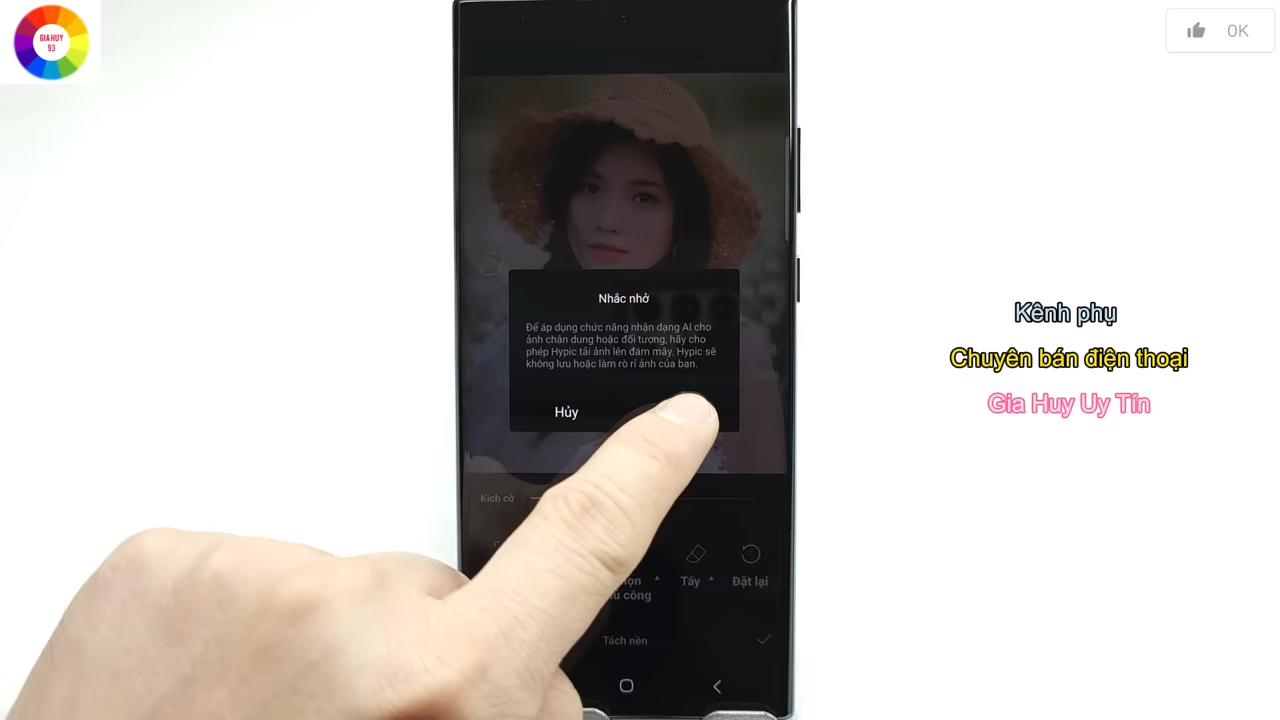 GIA HUY
93
0K
Nhắc nhở
Để áp dụng chức năng nhận dạng AI cho
ảnh chân dung hoặc đối tượng, hãy cho
phép Hypic tải ảnh lên đám mây. Hypic sẽ
không lưu hoặc làm rò rỉ ảnh của bạn.
Hủy
Kênh phụ
Chuyên bán điện thoại
Gia Huy Uy Tín
Kích cỡ
Tẩy
Đặt lại
công
Tách nền